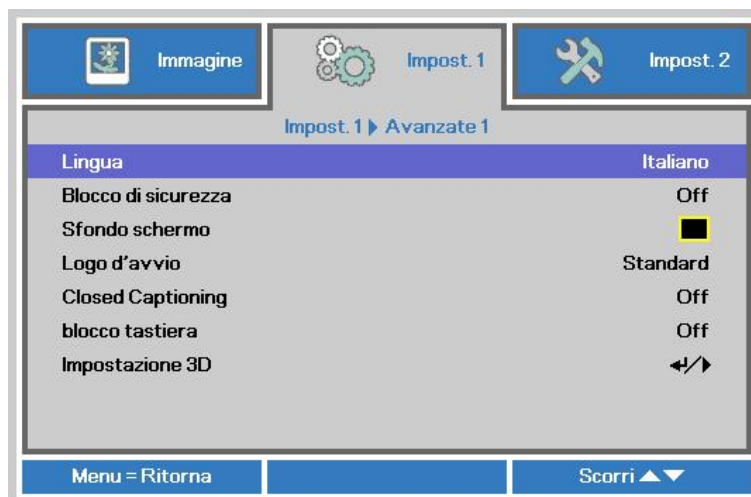 Immagine
Impost. 1
Impost. 2
Impost. 1 Avanzate 1
Lingua Italiano
Blocco di sicurezza Off
Sfondo schermo
Logo d'avvio Standard
Closed Captioning Off
blocco tastiera Off
Impostazione 3D ↵/▶
Menu = Ritorna
Scorri ▲▼